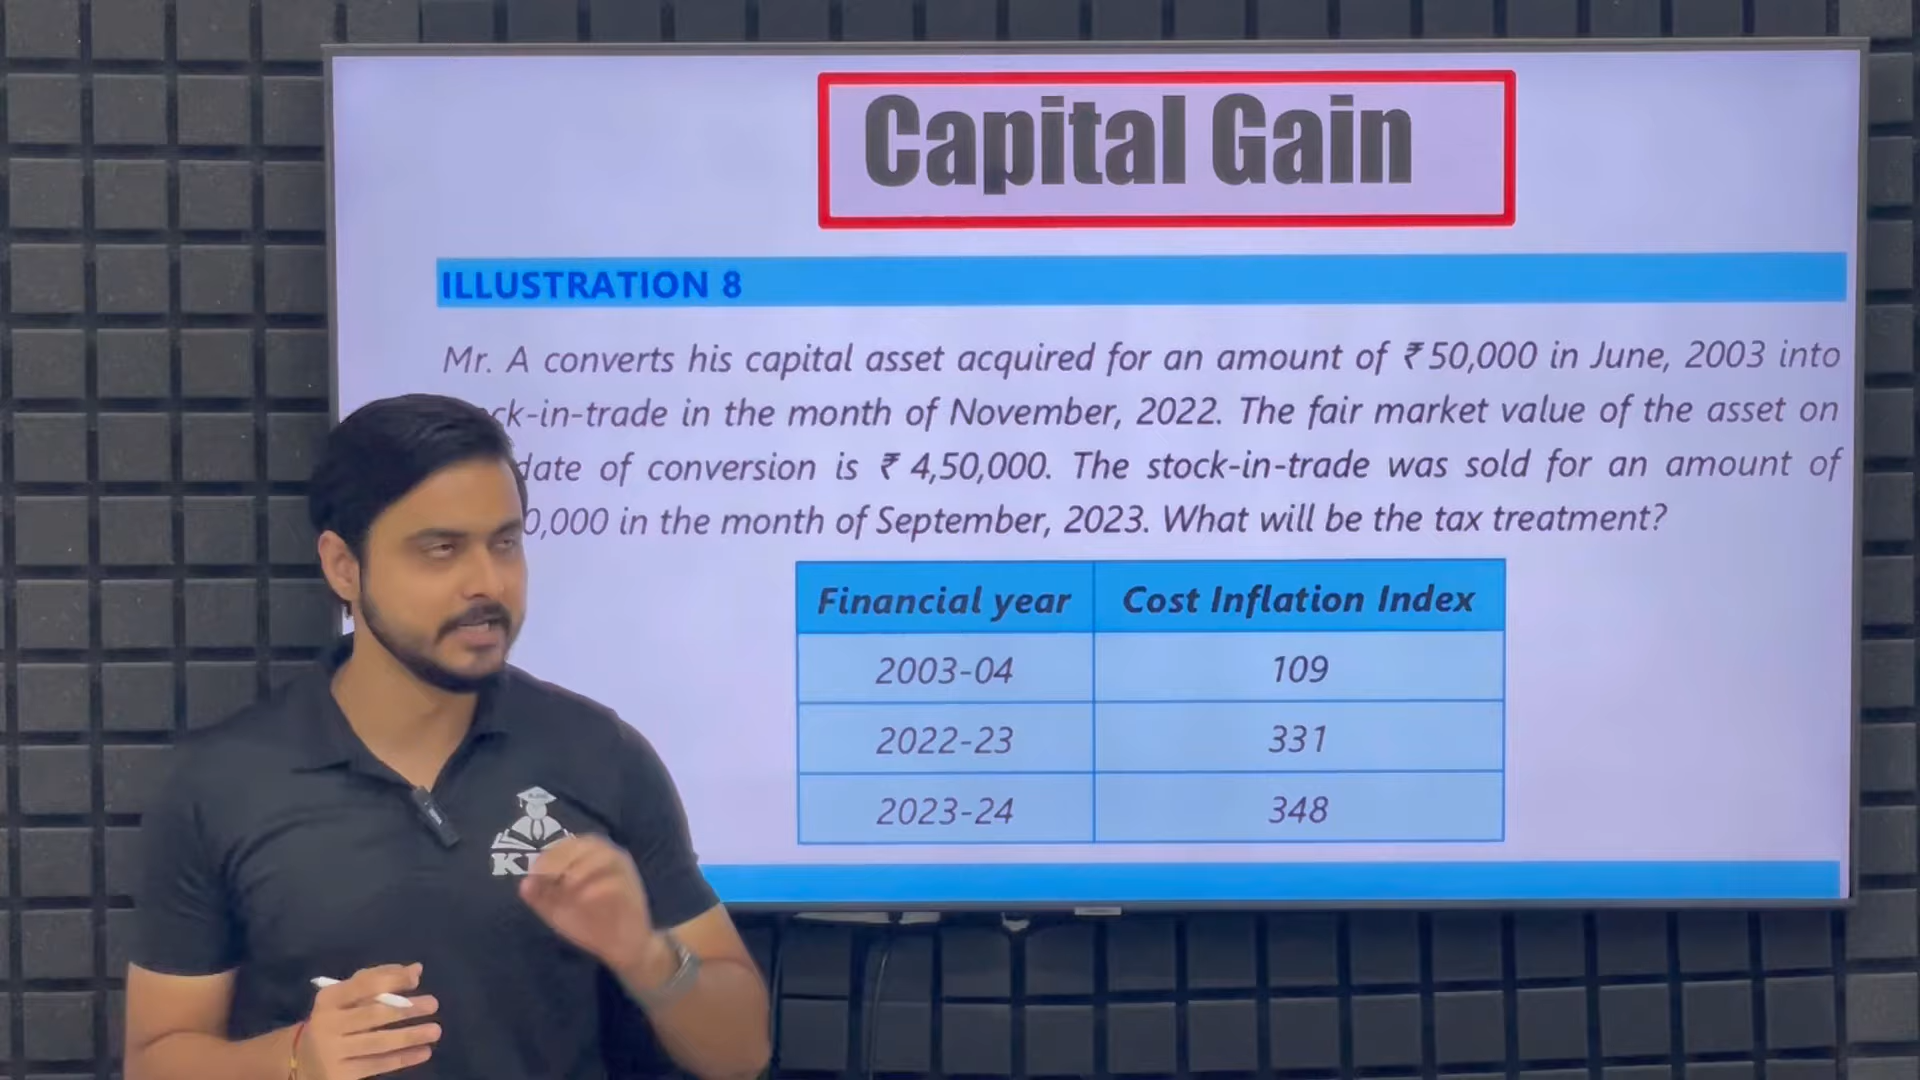 Capital Gain
ILLUSTRATION 8
Mr. A converts his capital asset acquired for an amount of ₹ 50,000 in June, 2003 into
ck-in-trade in the month of November, 2022. The fair market value of the asset on
date of conversion is ₹ 4,50,000. The stock-in-trade was sold for an amount of
0,000 in the month of September, 2023. What will be the tax treatment?
Financial year Cost Inflation Index
2003-04 109
2022-23 331
2023-24 348